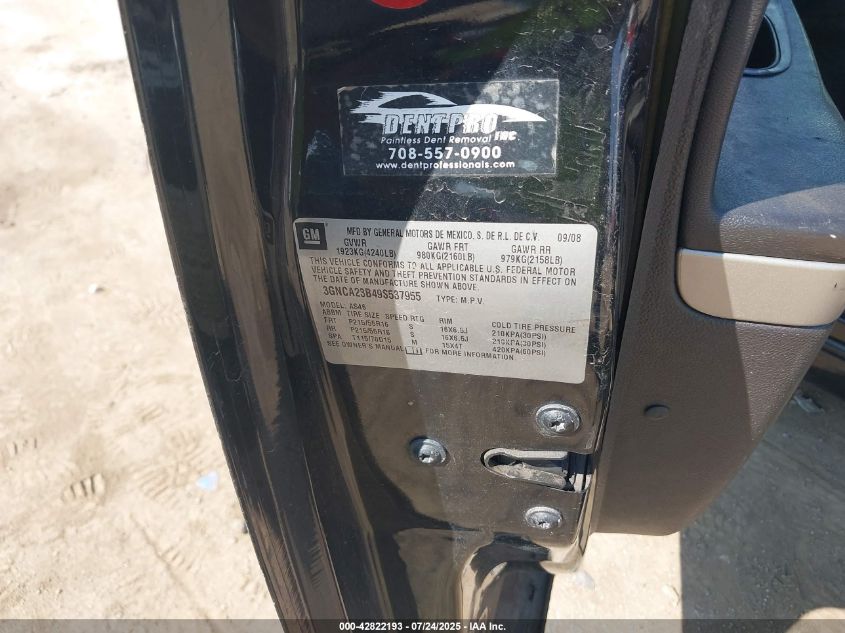 DENTPRO INC
Paintless Dent Removal
708-557-0900
www.dentprofessionals.com
GM MFD BY GENERAL MOTORS DE MEXICO, S. DE R.L. DE C.V. 09/08
GVWR GAWR FRT GAWR RR
1923KG(4240LB) 980KG(2160LB) 979KG(2158LB)
THIS VEHICLE CONFORMS TO ALL APPLICABLE U.S. FEDERAL MOTOR
VEHICLE SAFETY AND THEFT PREVENTION STANDARDS IN EFFECT ON
THE DATE OF MANUFACTURE SHOWN ABOVE.
3GNCA23B49S537955 TYPE: M.P.V.
MODEL: AS46
ABBM TIRE SIZE SPEED RTG RIM COLD TIRE PRESSURE
FRT P215/55R16 S 16X6.5J 210KPA(30PSI)
RR P215/55R16 S 16X6.5J 210KPA(30PSI)
SPA T115/70D15 M 15X4T 420KPA(60PSI)
SEE OWNER'S MANUAL FOR MORE INFORMATION.
000-42822193 - 07/24/2025 - IAA Inc.